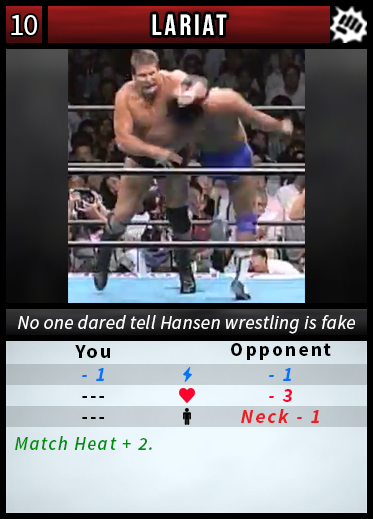 10 LARIAT
No one dared tell Hansen wrestling is fake
You Opponent
- 1 - 1
--- - 3
--- Neck - 1
Match Heat + 2.